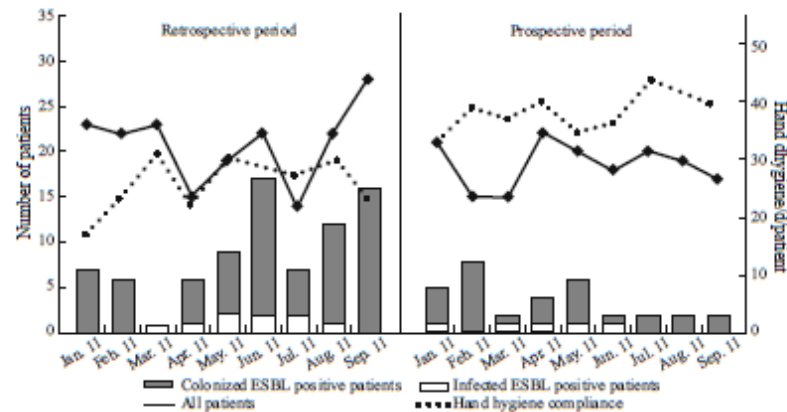 Retrospective period
Prospective period
Number of patients
35
30
25
20
15
10
5
0
50
40
30
20
10
0
Hand dhygiene/d/patient
Jan. 11
Feb. 11
Mar. 11
Apr. 11
May. 11
Jun. 11
Jul. 11
Aug. 11
Sep. 11
Jan. 11
Feb. 11
Mar. 11
Apr. 11
May. 11
Jun. 11
Jul. 11
Aug. 11
Sep. 11
Colonized ESBL positive patients
Infected ESBL positive patients
All patients
Hand hygiene compliance